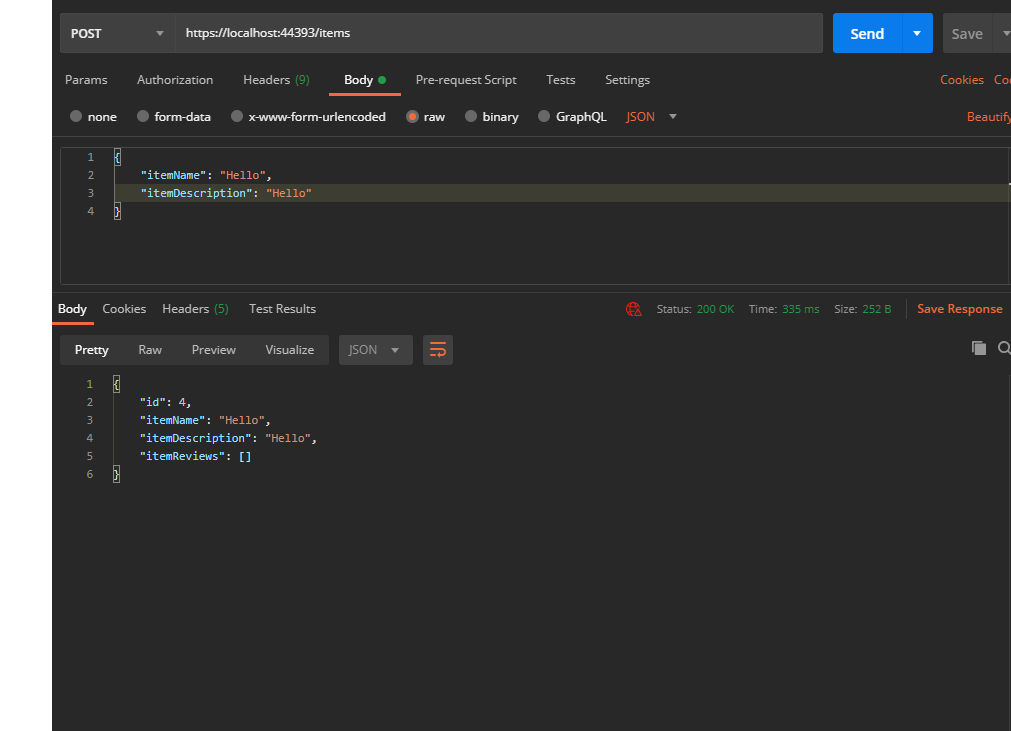 POST https://localhost:44393/items Send Save
Params Authorization Headers (9) Body Pre-request Script Tests Settings Cookies
none form-data x-www-form-urlencoded raw binary GraphQL JSON Beautify
1 {
2 "itemName": "Hello",
3 "itemDescription": "Hello"
4 }
Body Cookies Headers (5) Test Results Status: 200 OK Time: 335 ms Size: 252 B Save Response
Pretty Raw Preview Visualize JSON
1 {
2 "id": 4,
3 "itemName": "Hello",
4 "itemDescription": "Hello",
5 "itemReviews": []
6 }